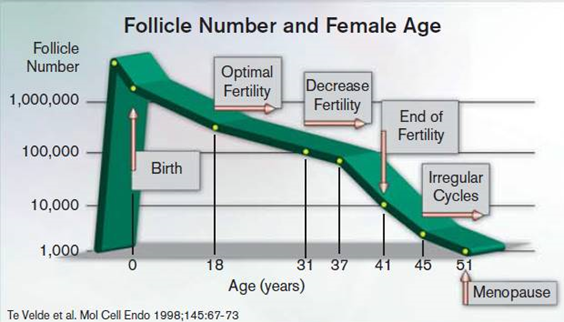 Follicle Number and Female Age
Follicle
Number
1,000,000
100,000
10,000
1,000
Birth
Optimal
Fertility
Decrease
Fertility
End of
Fertility
Irregular
Cycles
0 18 31 37 41 45 51
Age (years)
Menopause
Te Velde et al. Mol Cell Endo 1998;145:67-73